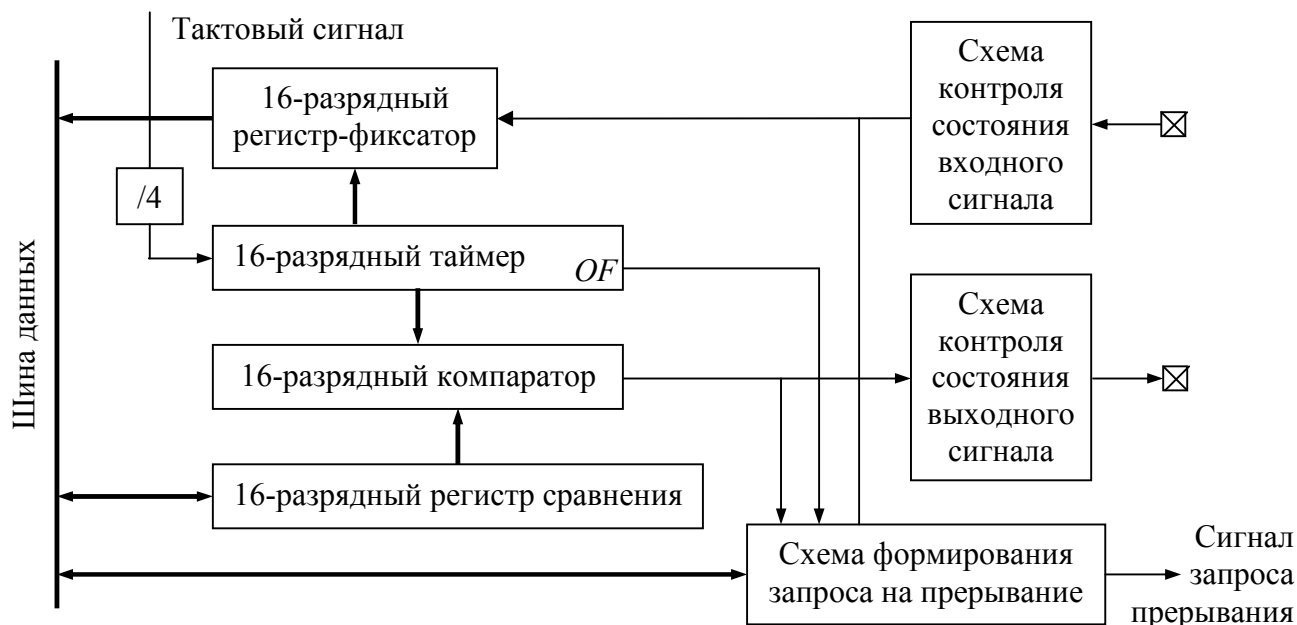 Тактовый сигнал
Шина данных
16-разрядный
регистр-фиксатор
/4
16-разрядный таймер
OF
16-разрядный компаратор
16-разрядный регистр сравнения
Схема
контроля
состояния
входного
сигнала
Схема
контроля
состояния
выходного
сигнала
Схема формирования
запроса на прерывание
Сигнал
запроса
прерывания